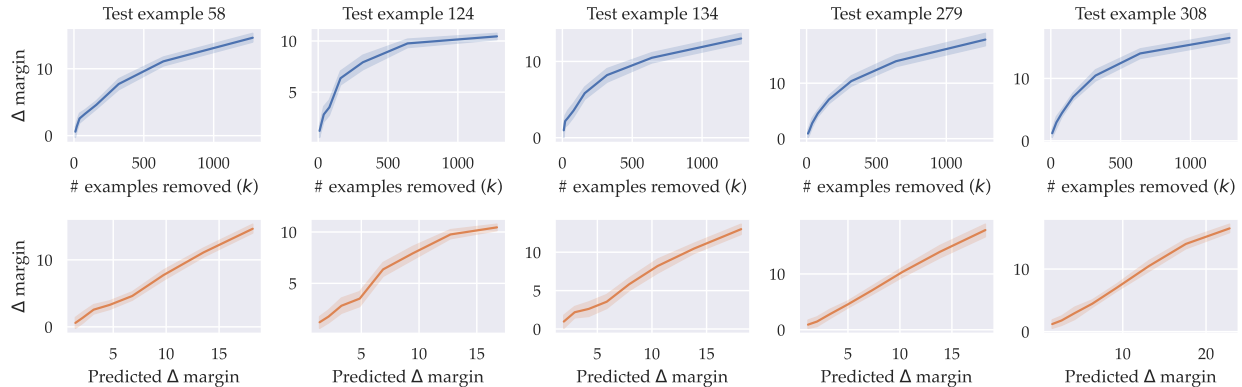 Test example 58
Test example 124
Test example 134
Test example 279
Test example 308
Δ margin
10
0
10
5
10
5
0
10
0
10
0
0 500 1000
0 500 1000
0 500 1000
0 500 1000
0 500 1000
# examples removed (k)
# examples removed (k)
# examples removed (k)
# examples removed (k)
# examples removed (k)
Δ margin
10
0
10
5
10
5
0
10
0
10
0
5 10 15
5 10 15
5 10 15
5 10 15
10 20
Predicted Δ margin
Predicted Δ margin
Predicted Δ margin
Predicted Δ margin
Predicted Δ margin